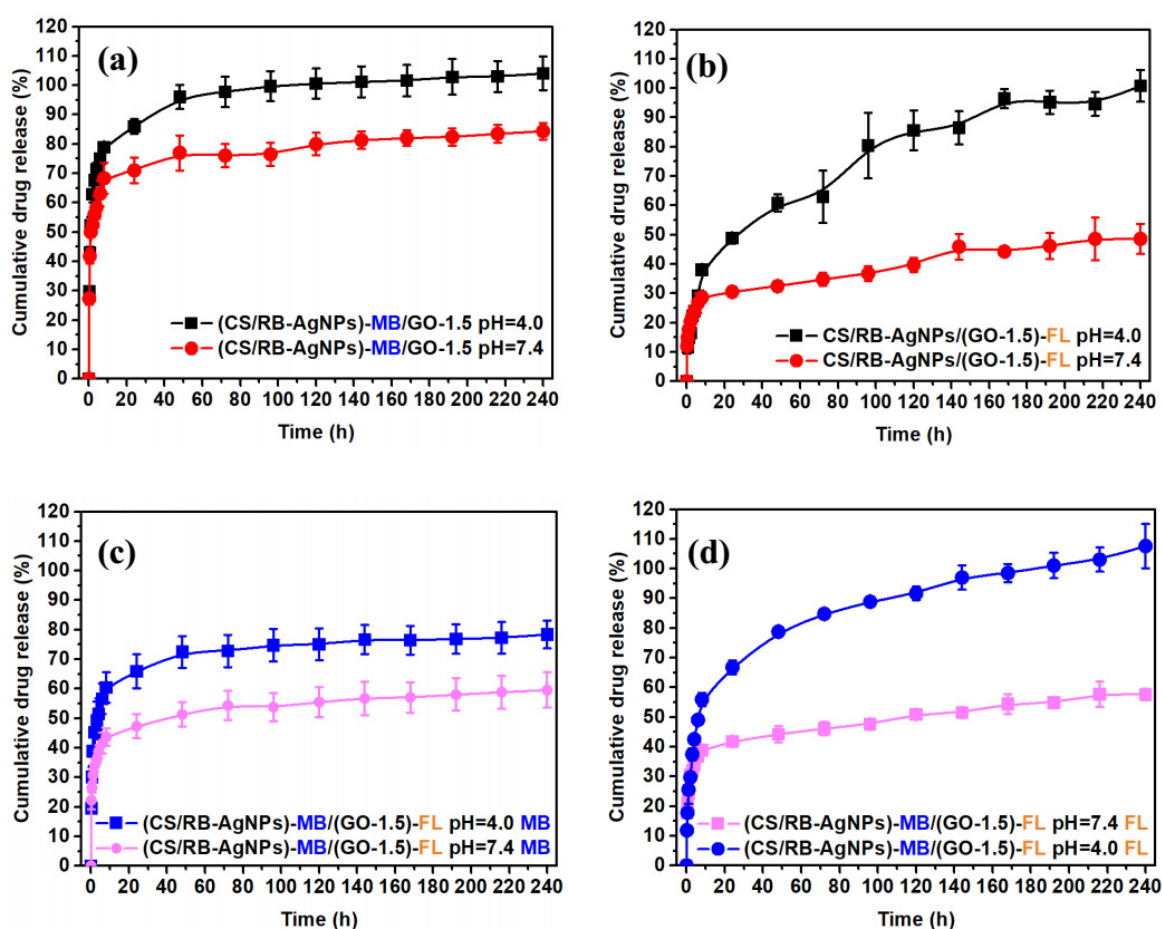 (a)
Cumulative drug release (%)
120
110
100
90
80
70
60
50
40
30
20
10
0
(CS/RB-AgNPs)-MB/GO-1.5 pH=4.0
(CS/RB-AgNPs)-MB/GO-1.5 pH=7.4
0 20 40 60 80 100 120 140 160 180 200 220 240
Time (h)
(b)
Cumulative drug release (%)
120
110
100
90
80
70
60
50
40
30
20
10
0
CS/RB-AgNPs/(GO-1.5)-FL pH=4.0
CS/RB-AgNPs/(GO-1.5)-FL pH=7.4
0 20 40 60 80 100 120 140 160 180 200 220 240
Time (h)
(c)
Cumulative drug release (%)
120
110
100
90
80
70
60
50
40
30
20
10
0
(CS/RB-AgNPs)-MB/(GO-1.5)-FL pH=4.0 MB
(CS/RB-AgNPs)-MB/(GO-1.5)-FL pH=7.4 MB
0 20 40 60 80 100 120 140 160 180 200 220 240
Time (h)
(d)
Cumulative drug release (%)
120
110
100
90
80
70
60
50
40
30
20
10
0
(CS/RB-AgNPs)-MB/(GO-1.5)-FL pH=7.4 FL
(CS/RB-AgNPs)-MB/(GO-1.5)-FL pH=4.0 FL
0 20 40 60 80 100 120 140 160 180 200 220 240
Time (h)